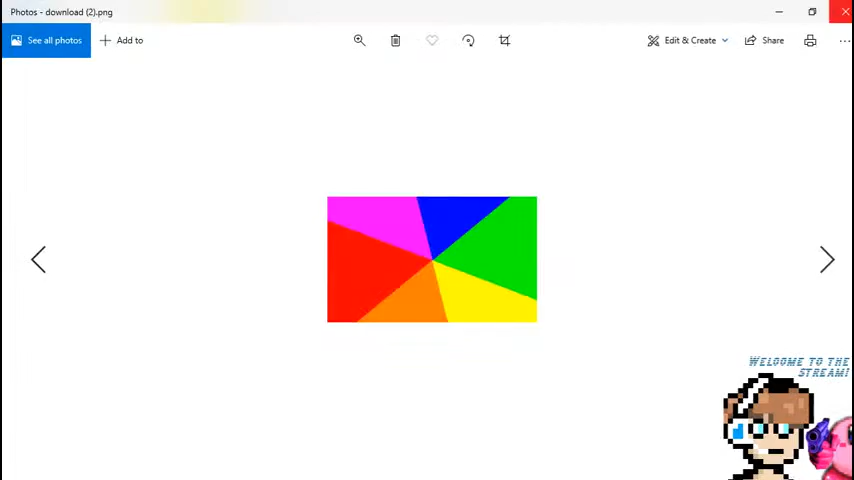 Photos - download (2).png
See all photos
Add to
Edit & Create
Share
WELCOME TO THE
STREAM!